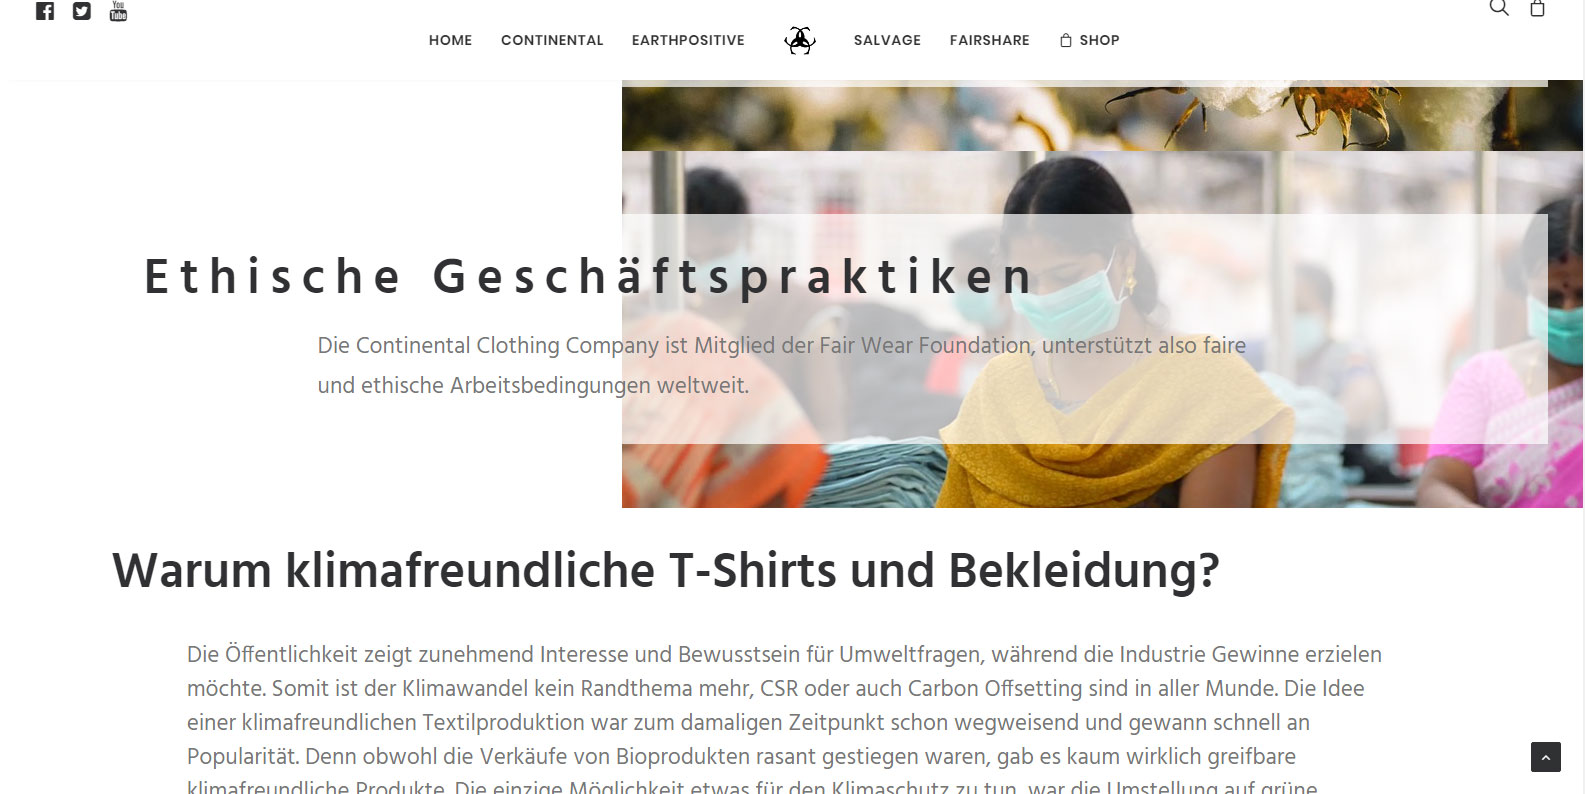 You
Tube
HOME CONTINENTAL EARTHPOSITIVE SALVAGE FAIRSHARE SHOP
Ethische Geschäftspraktiken
Die Continental Clothing Company ist Mitglied der Fair Wear Foundation, unterstützt also faire
und ethische Arbeitsbedingungen weltweit.
Warum klimafreundliche T-Shirts und Bekleidung?
Die Öffentlichkeit zeigt zunehmend Interesse und Bewusstsein für Umweltfragen, während die Industrie Gewinne erzielen
möchte. Somit ist der Klimawandel kein Randthema mehr, CSR oder auch Carbon Offsetting sind in aller Munde. Die Idee
einer klimafreundlichen Textilproduktion war zum damaligen Zeitpunkt schon wegweisend und gewann schnell an
Popularität. Denn obwohl die Verkäufe von Bioprodukten rasant gestiegen waren, gab es kaum wirklich greifbare
klimafreundliche Produkte. Die einzige Möglichkeit etwas für den Klimaschutz zu tun, war die Umstellung auf grüne